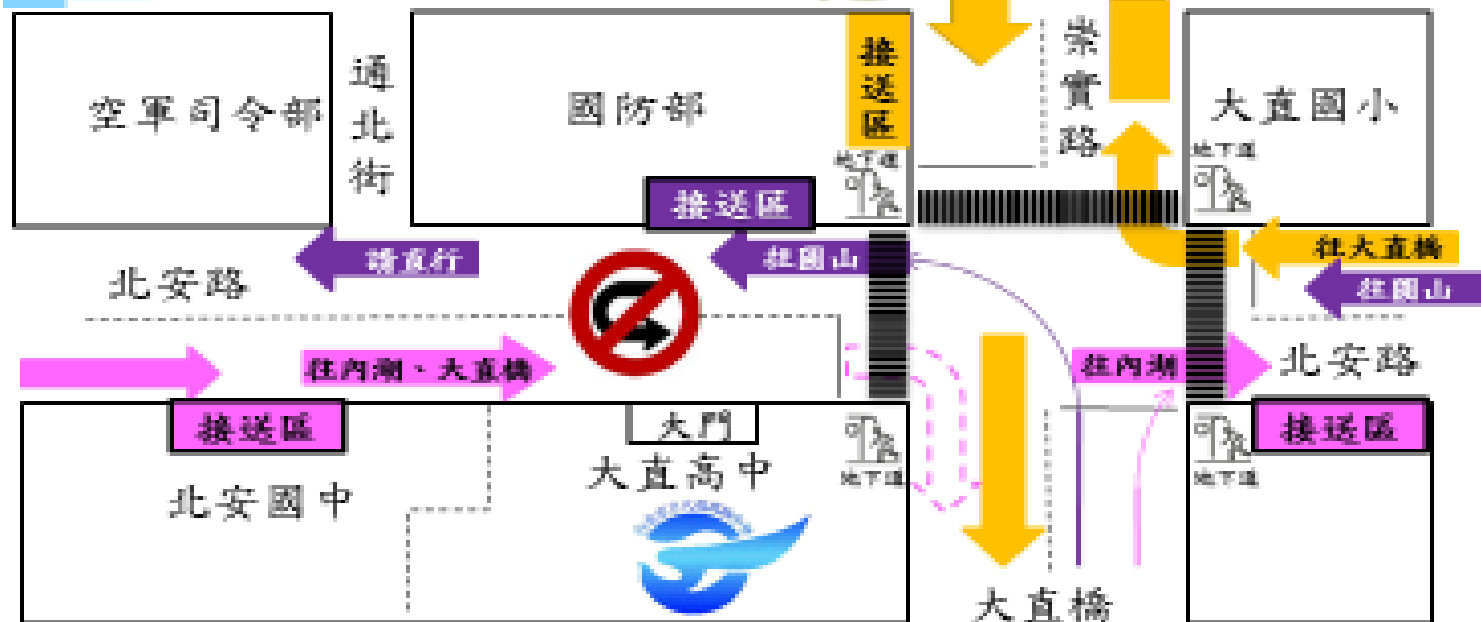 空軍司令部
通北街
國防部
接送區
崇實路
大直國小
地下道
地下道
接送區
請直行
往圓山
往大直橋
往圓山
北安路
往內湖、大直橋
往內湖
北安路
接送區
大門
接送區
北安國中
大直高中
地下道
地下道
大直橋